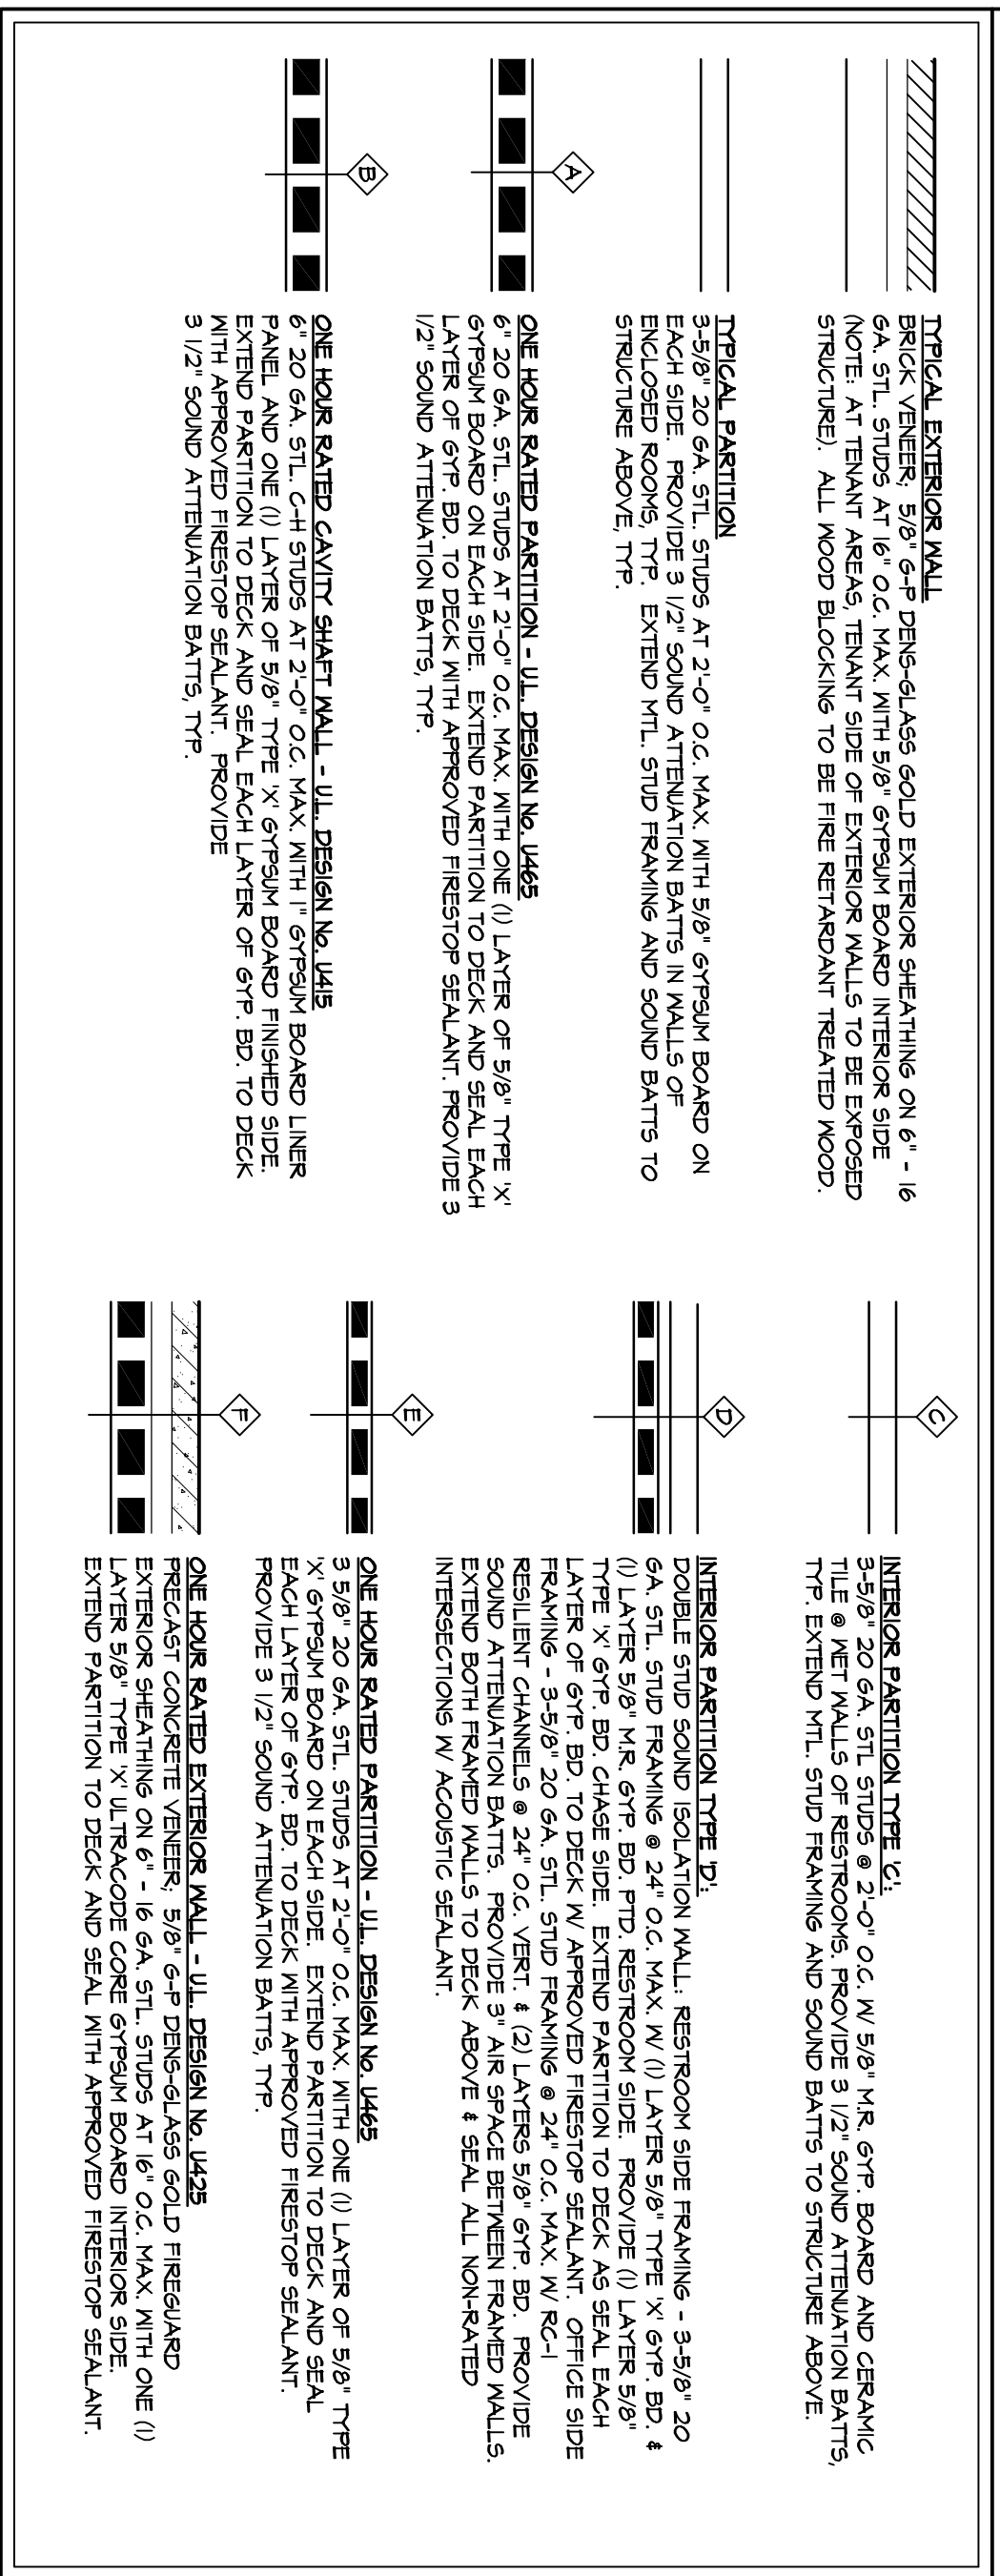 TYPICAL EXTERIOR WALL
BRICK VENEER; 5/8" G-P DENS-GLASS GOLD EXTERIOR SHEATHING ON 6" - 16
GA. STL. STUDS AT 16" O.C. MAX. WITH 5/8" GYPSUM BOARD INTERIOR SIDE
(NOTE: AT TENANT AREAS, TENANT SIDE OF EXTERIOR WALLS TO BE EXPOSED
STRUCTURE). ALL WOOD BLOCKING TO BE FIRE RETARDANT TREATED WOOD.
TYPICAL PARTITION
3-5/8" 20 GA. STL. STUDS AT 2'-0" O.C. MAX. WITH 5/8" GYPSUM BOARD ON
EACH SIDE. PROVIDE 3 1/2" SOUND ATTENUATION BATTS IN WALLS OF
ENCLOSED ROOMS, TYP. EXTEND MTL. STUD FRAMING AND SOUND BATTS TO
STRUCTURE ABOVE, TYP.
A
ONE HOUR RATED PARTITION - U.L. DESIGN No. U465
6" 20 GA. STL. STUDS AT 2'-0" O.C. MAX. WITH ONE (1) LAYER OF 5/8" TYPE 'X'
GYPSUM BOARD ON EACH SIDE. EXTEND PARTITION TO DECK AND SEAL EACH
LAYER OF GYP. BD. TO DECK WITH APPROVED FIRESTOP SEALANT. PROVIDE 3
1/2" SOUND ATTENUATION BATTS, TYP.
B
ONE HOUR RATED CAVITY SHAFT WALL - U.L. DESIGN No. U415
6" 20 GA. STL. C-H STUDS AT 2'-0" O.C. MAX. WITH 1" GYPSUM BOARD LINER
PANEL AND ONE (1) LAYER OF 5/8" TYPE 'X' GYPSUM BOARD FINISHED SIDE.
EXTEND PARTITION TO DECK AND SEAL EACH LAYER OF GYP. BD. TO DECK
WITH APPROVED FIRESTOP SEALANT. PROVIDE
3 1/2" SOUND ATTENUATION BATTS, TYP.
C
INTERIOR PARTITION TYPE 'C':
3-5/8" 20 GA. STL STUDS @ 2'-0" O.C. W/ 5/8" M.R. GYP. BOARD AND CERAMIC
TILE @ WET WALLS OF RESTROOMS. PROVIDE 3 1/2" SOUND ATTENUATION BATTS,
TYP. EXTEND MTL. STUD FRAMING AND SOUND BATTS TO STRUCTURE ABOVE.
D
INTERIOR PARTITION TYPE 'D':
DOUBLE STUD SOUND ISOLATION WALL: RESTROOM SIDE FRAMING - 3-5/8" 20
GA. STL. STUD FRAMING @ 24" O.C. MAX. W/ (1) LAYER 5/8" TYPE 'X' GYP. BD. &
(1) LAYER 5/8" M.R. GYP. BD. PTD. RESTROOM SIDE. PROVIDE (1) LAYER 5/8"
TYPE 'X' GYP. BD. CHASE SIDE. EXTEND PARTITION TO DECK AS SEAL EACH
LAYER OF GYP. BD. TO DECK W/ APPROVED FIRESTOP SEALANT. OFFICE SIDE
FRAMING - 3-5/8" 20 GA. STL. STUD FRAMING @ 24" O.C. MAX. W/ RC-1
RESILIENT CHANNELS @ 24" O.C. VERT. & (2) LAYERS 5/8" GYP. BD. PROVIDE
SOUND ATTENUATION BATTS. PROVIDE 3" AIR SPACE BETWEEN FRAMED WALLS.
EXTEND BOTH FRAMED WALLS TO DECK ABOVE & SEAL ALL NON-RATED
INTERSECTIONS W/ ACOUSTIC SEALANT.
E
ONE HOUR RATED PARTITION - U.L. DESIGN No. U465
3 5/8" 20 GA. STL. STUDS AT 2'-0" O.C. MAX. WITH ONE (1) LAYER OF 5/8" TYPE
'X' GYPSUM BOARD ON EACH SIDE. EXTEND PARTITION TO DECK AND SEAL
EACH LAYER OF GYP. BD. TO DECK WITH APPROVED FIRESTOP SEALANT.
PROVIDE 3 1/2" SOUND ATTENUATION BATTS, TYP.
F
ONE HOUR RATED EXTERIOR WALL - U.L. DESIGN No. U425
PRECAST CONCRETE VENEER; 5/8" G-P DENS-GLASS GOLD FIREGUARD
EXTERIOR SHEATHING ON 6" - 16 GA. STL. STUDS AT 16" O.C. MAX. WITH ONE (1)
LAYER 5/8" TYPE 'X' ULTRACODE CORE GYPSUM BOARD INTERIOR SIDE.
EXTEND PARTITION TO DECK AND SEAL WITH APPROVED FIRESTOP SEALANT.